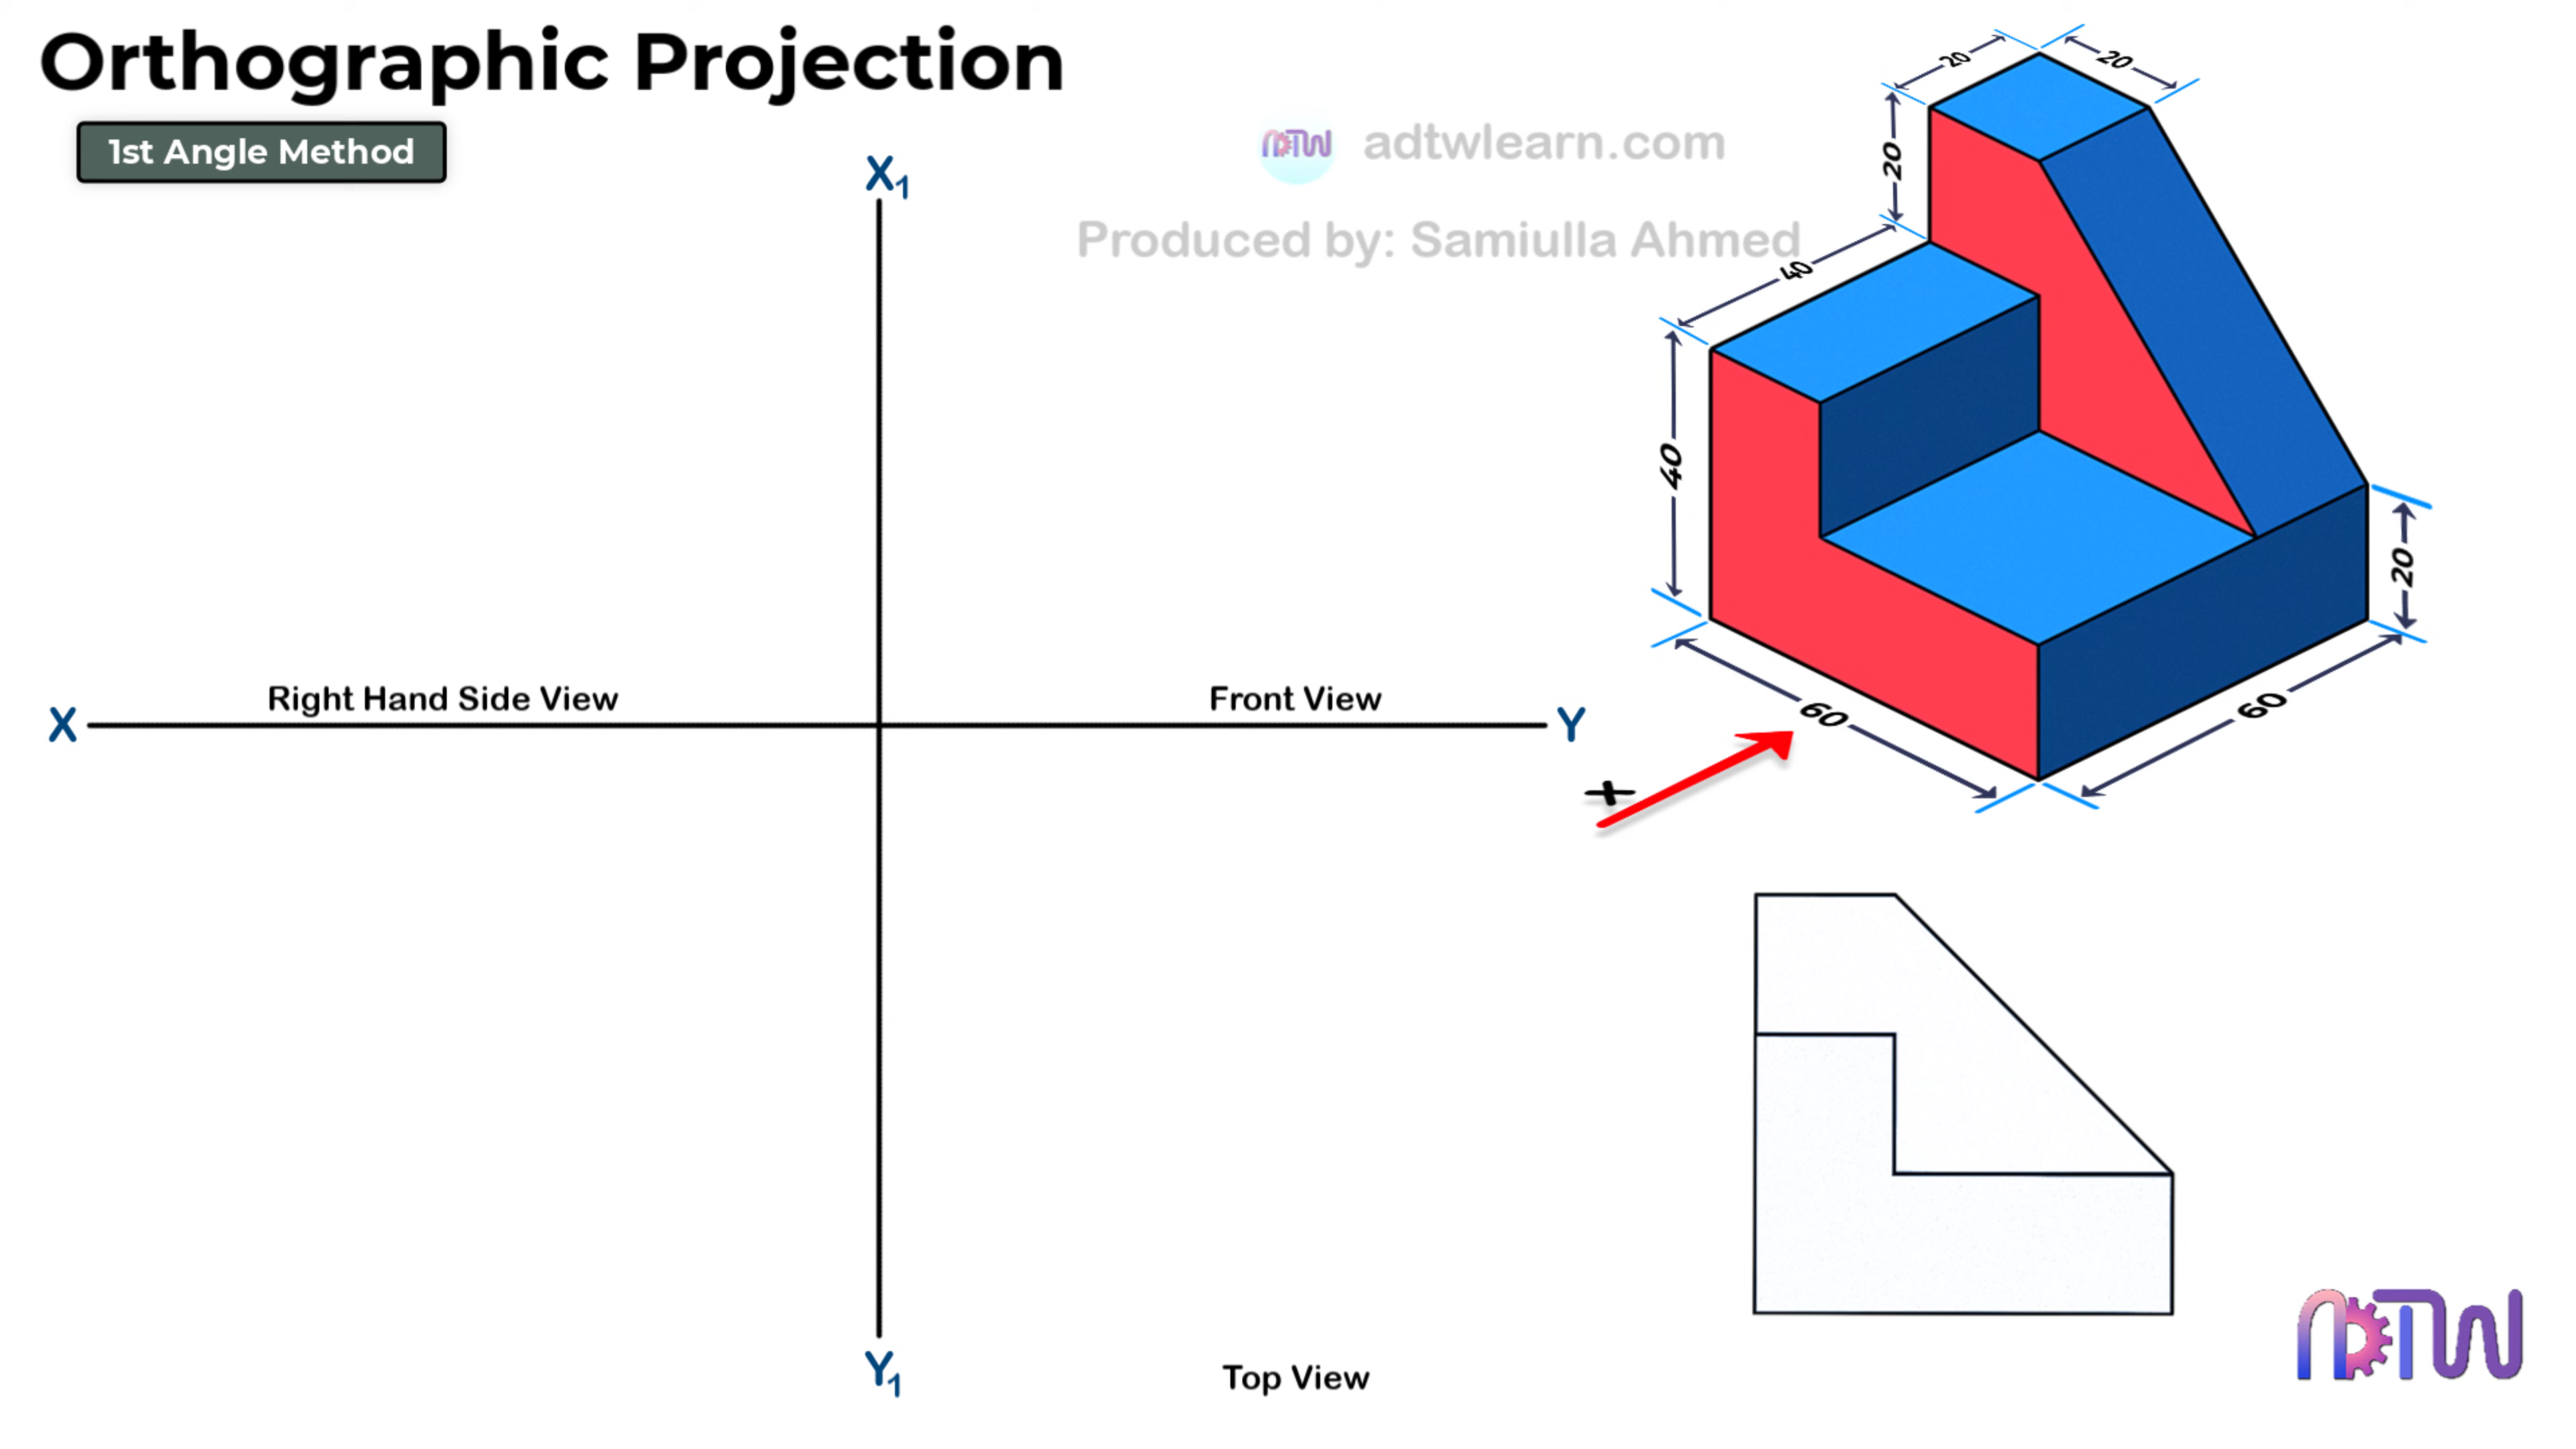 Orthographic Projection
1st Angle Method
adtwlearn.com
Produced by: Samiulla Ahmed
X1
X
Y
Y1
Right Hand Side View
Front View
Top View
20
20
20
40
40
20
60
60
X
ADTW